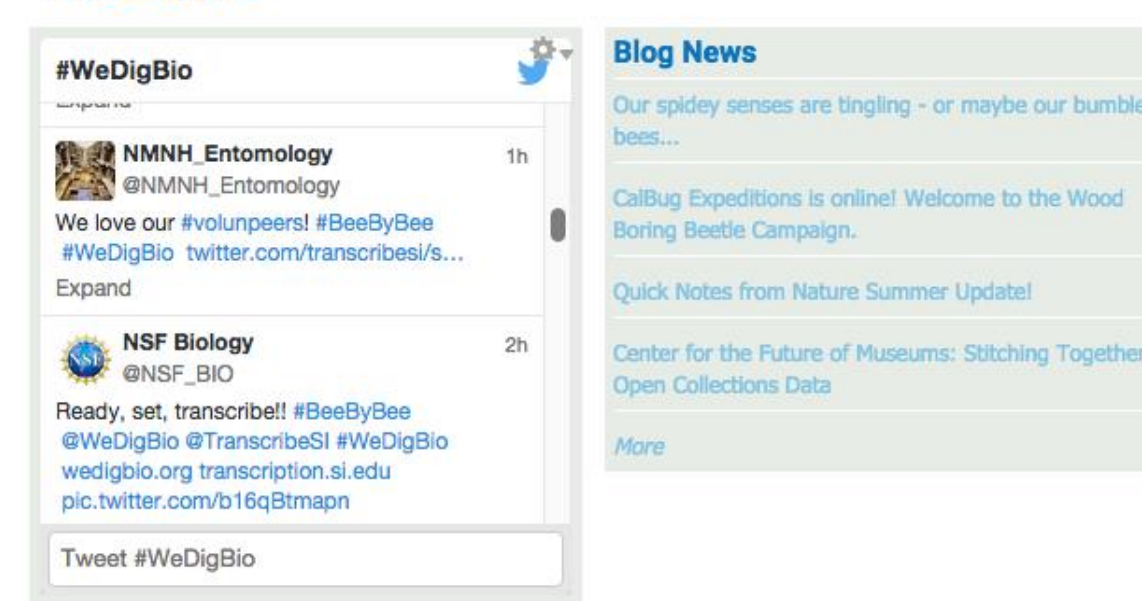 #WeDigBio
Expand
NMNH_Entomology 1h
@NMNH_Entomology
We love our #volunpeers! #BeeByBee
#WeDigBio twitter.com/transcribesi/s...
Expand
NSF Biology 2h
@NSF_BIO
Ready, set, transcribe!! #BeeByBee
@WeDigBio @TranscribeSI #WeDigBio
wedigbio.org transcription.si.edu
pic.twitter.com/b16qBtmapn
Tweet #WeDigBio
Blog News
Our spidey senses are tingling - or maybe our bumble
bees...
CalBug Expeditions is online! Welcome to the Wood
Boring Beetle Campaign.
Quick Notes from Nature Summer Update!
Center for the Future of Museums: Stitching Together
Open Collections Data
More